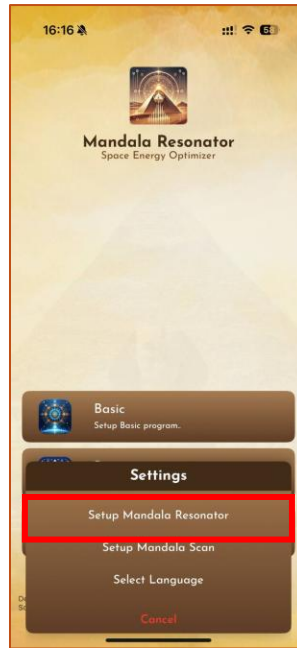 16:16
Mandala Resonator
Space Energy Optimizer
Basic
Setup Basic program.
Settings
Setup Mandala Resonator
Setup Mandala Scan
Select Language
Cancel